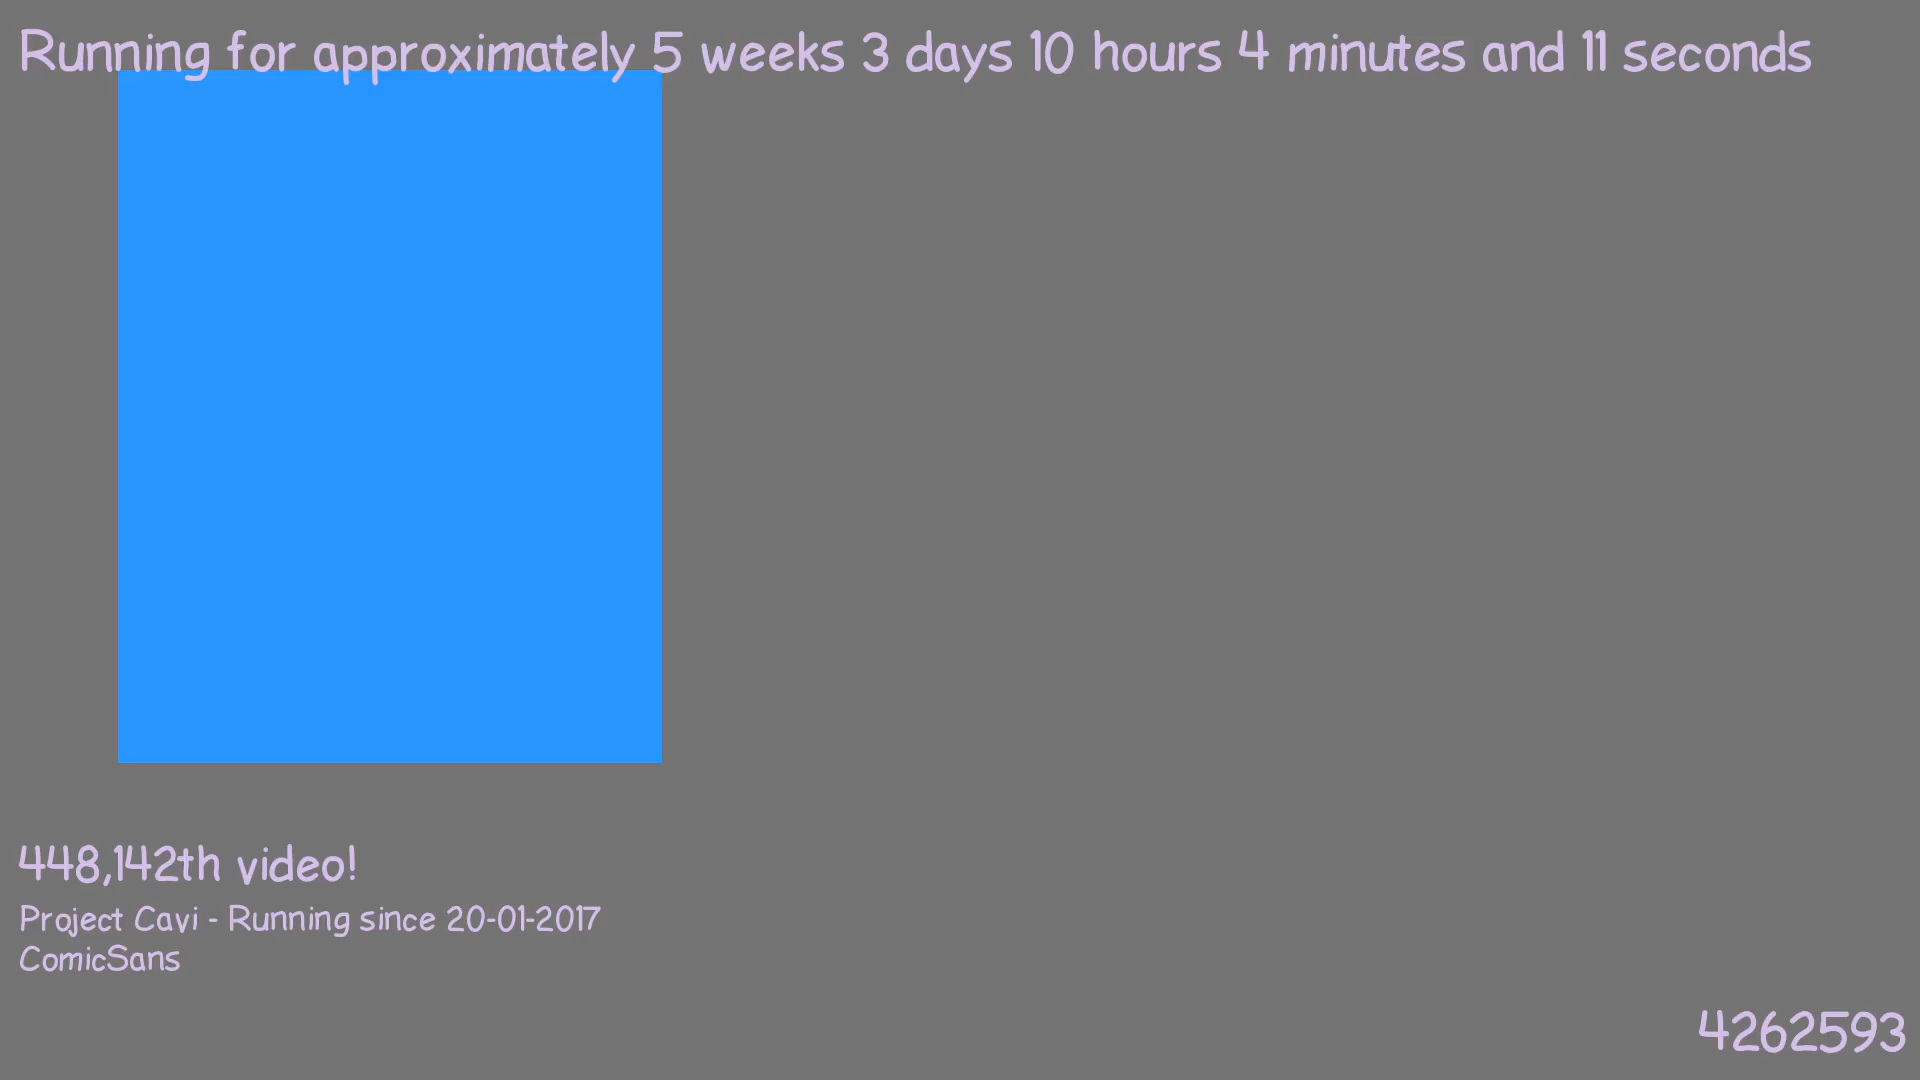 Running for approximately 5 weeks 3 days 10 hours 4 minutes and 11 seconds
448,142th video!
Project Cavi - Running since 20-01-2017
ComicSans
4262593